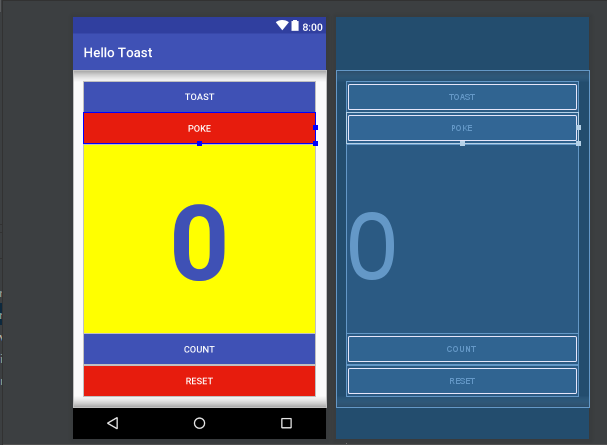 8:00
Hello Toast
TOAST
POKE
0
COUNT
RESET
TOAST
POKE
0
COUNT
RESET